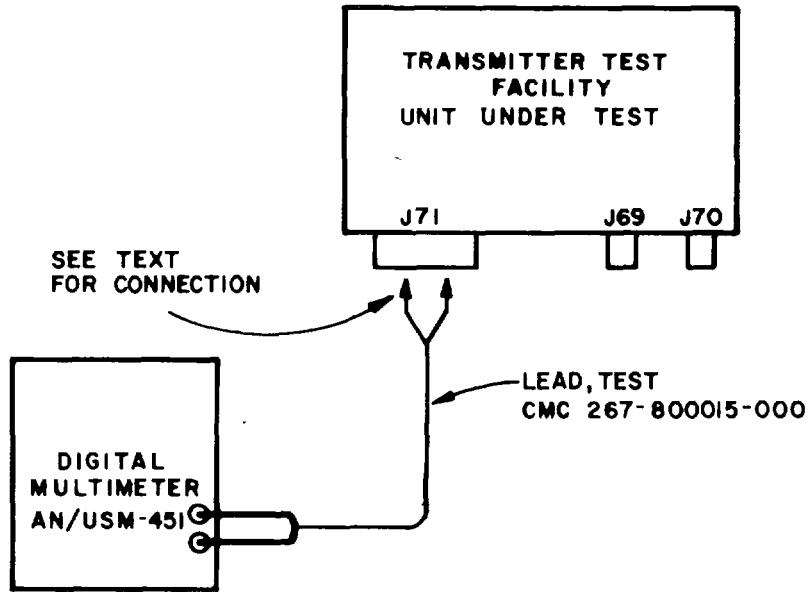 TRANSMITTER TEST
FACILITY
UNIT UNDER TEST
J71
J69
J70
SEE TEXT
FOR CONNECTION
LEAD, TEST
CMC 267-800015-000
DIGITAL
MULTIMETER
AN/USM-451